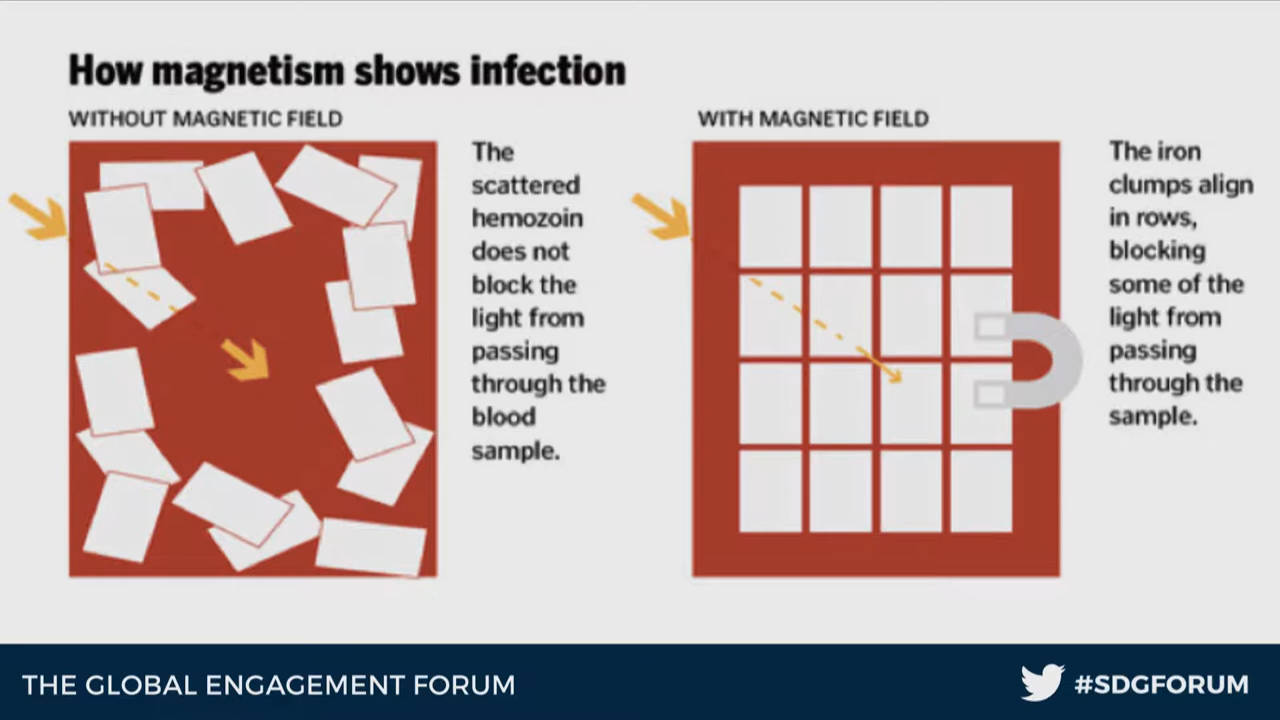 How magnetism shows infection
WITHOUT MAGNETIC FIELD
The
scattered
hemozoin
does not
block the
light from
passing
through the
blood
sample.
WITH MAGNETIC FIELD
The iron
clumps align
in rows,
blocking
some of the
light from
passing
through the
sample.
THE GLOBAL ENGAGEMENT FORUM
#SDGFORUM